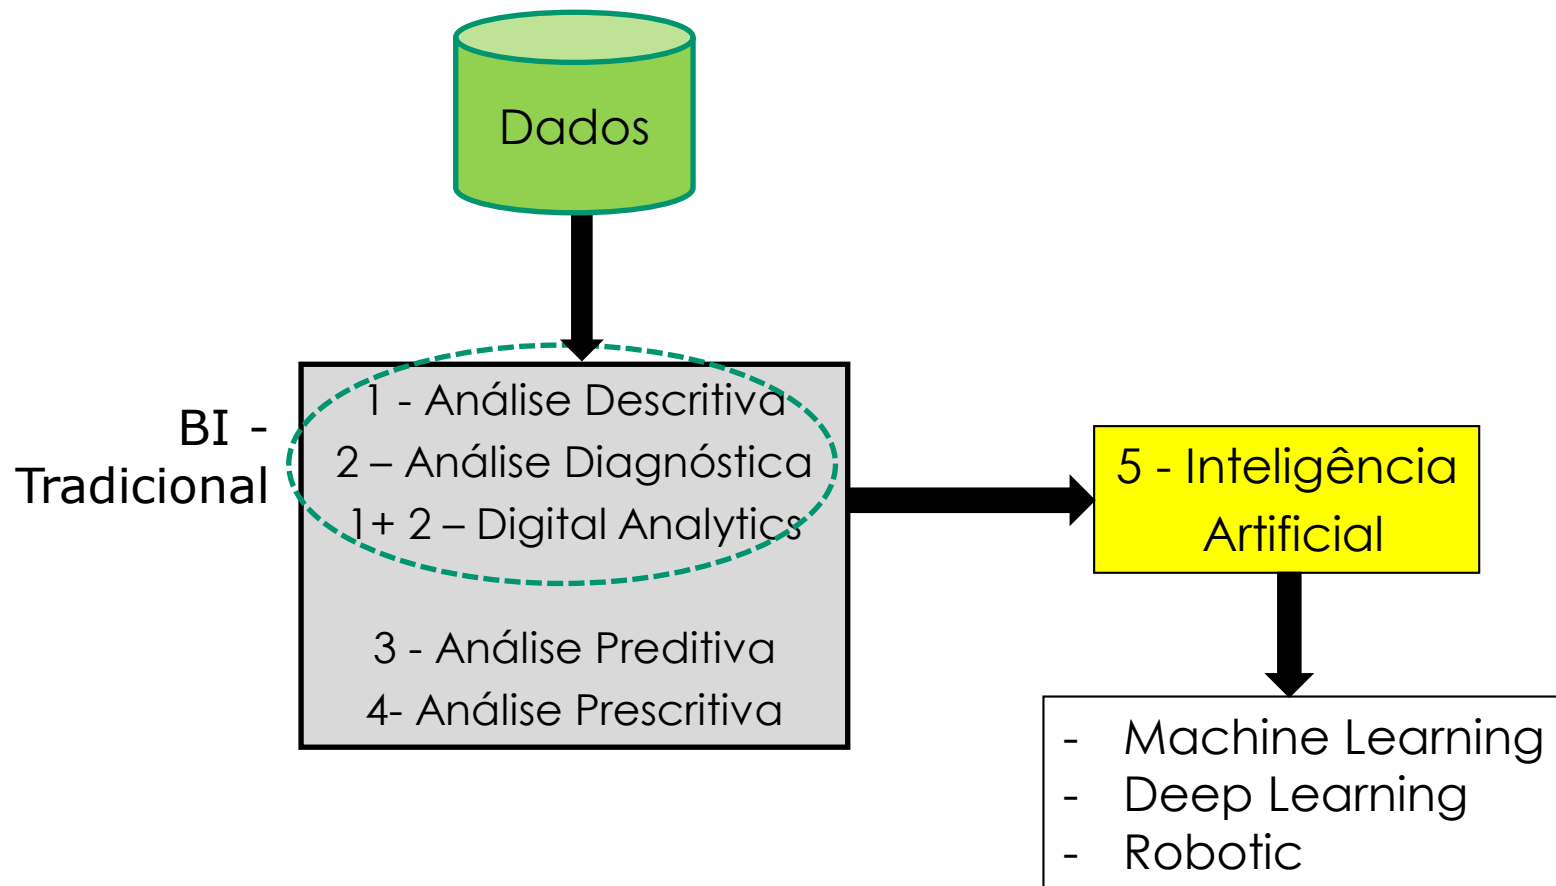 Dados
BI -
Tradicional
1 - Análise Descritiva
2 – Análise Diagnóstica
1+ 2 – Digital Analytics
3 - Análise Preditiva
4- Análise Prescritiva
5 - Inteligência
Artificial
- Machine Learning
- Deep Learning
- Robotic